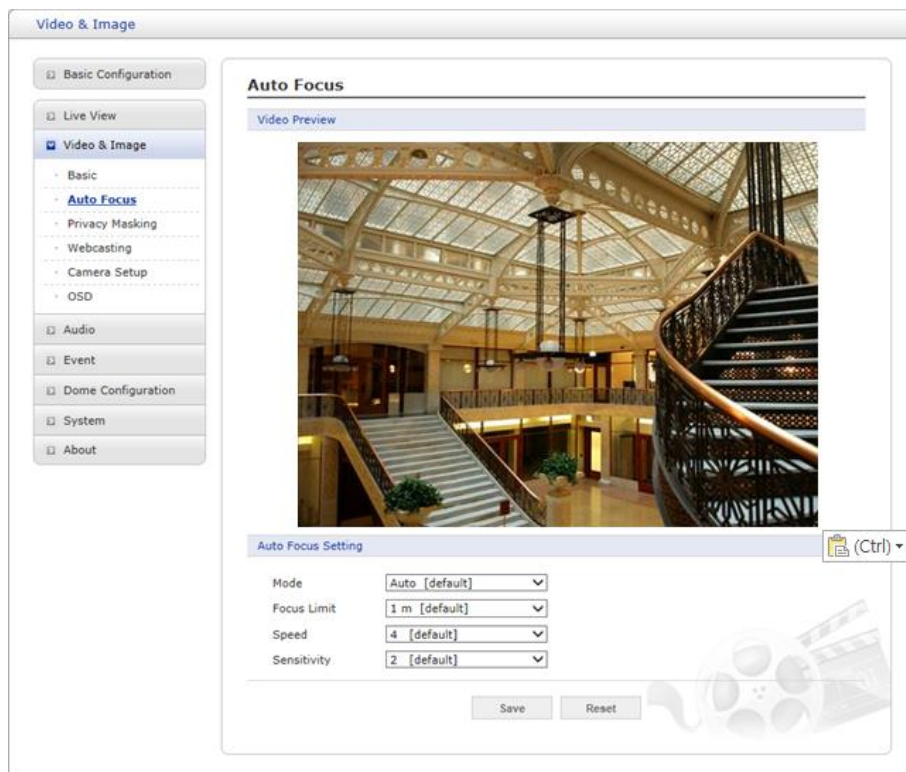 Video & Image
Basic Configuration
Live View
Video & Image
Basic
Auto Focus
Privacy Masking
Webcasting
Camera Setup
OSD
Audio
Event
Dome Configuration
System
About
Auto Focus
Video Preview
Auto Focus Setting
(Ctrl)
Mode Auto [default]
Focus Limit 1 m [default]
Speed 4 [default]
Sensitivity 2 [default]
Save Reset